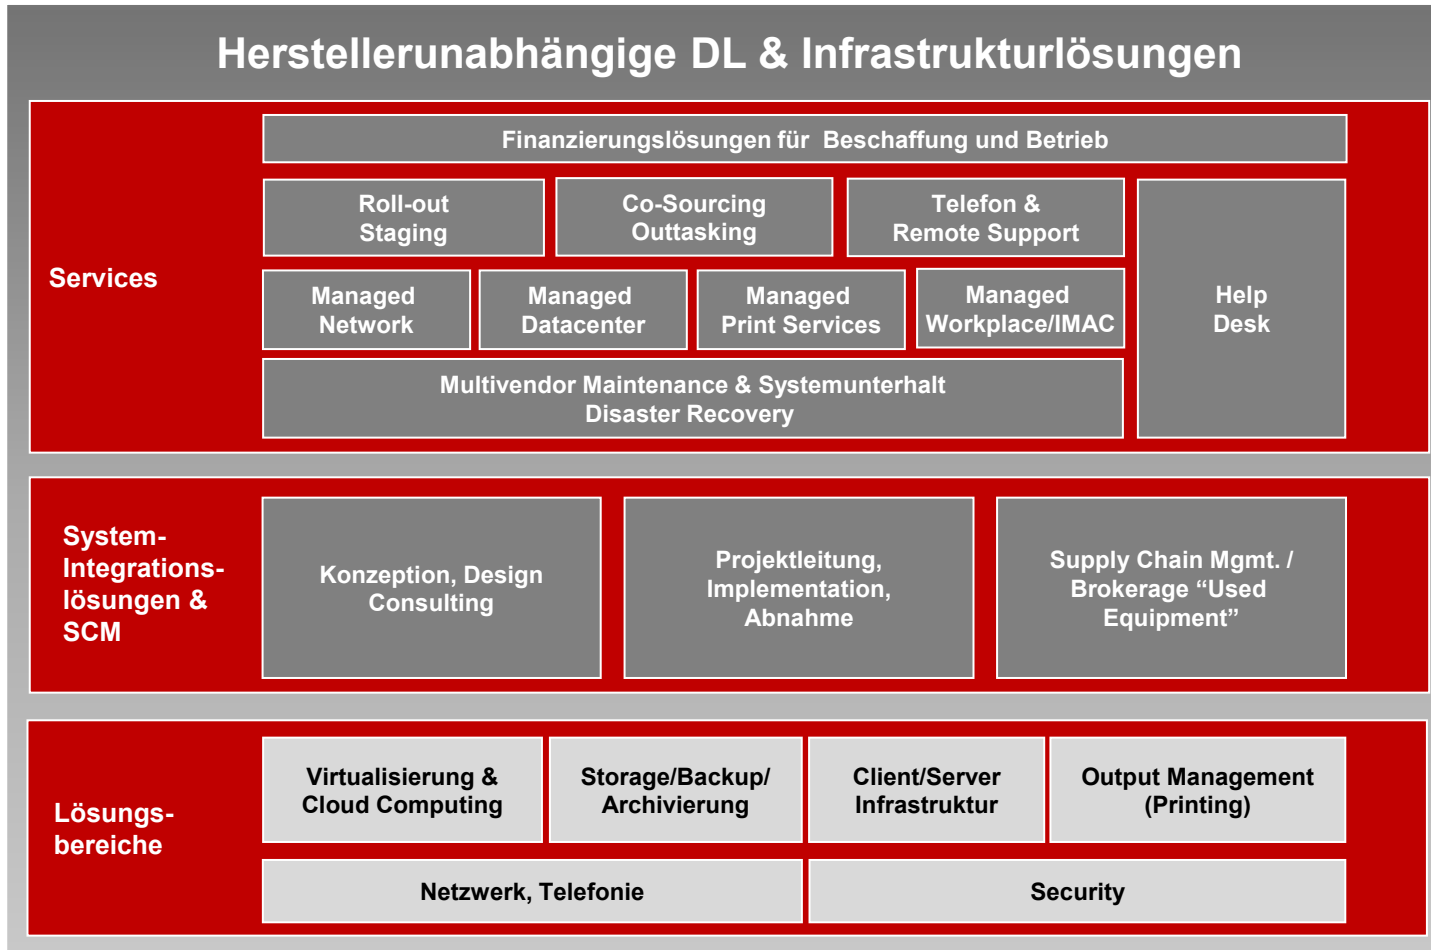 Herstellerunabhängige DL & Infrastrukturlösungen
Services
Finanzierungslösungen für Beschaffung und Betrieb
Roll-out
Staging
Co-Sourcing
Outtasking
Telefon &
Remote Support
Help
Desk
Managed
Network
Managed
Datacenter
Managed
Print Services
Managed
Workplace/IMAC
Multivendor Maintenance & Systemunterhalt
Disaster Recovery
System-
Integrations-
lösungen &
SCM
Konzeption, Design
Consulting
Projektleitung,
Implementation,
Abnahme
Supply Chain Mgmt. /
Brokerage “Used
Equipment”
Lösungs-
bereiche
Virtualisierung &
Cloud Computing
Storage/Backup/
Archivierung
Client/Server
Infrastruktur
Output Management
(Printing)
Netzwerk, Telefonie
Security